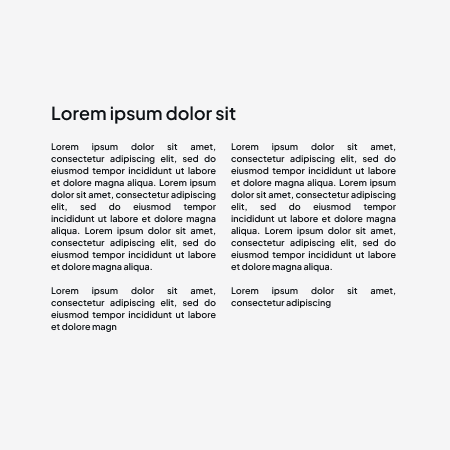 Lorem ipsum dolor sit
Lorem ipsum dolor sit amet,
consectetur adipiscing elit, sed do
eiusmod tempor incididunt ut labore
et dolore magna aliqua. Lorem ipsum
dolor sit amet, consectetur adipiscing
elit, sed do eiusmod tempor
incididunt ut labore et dolore magna
aliqua. Lorem ipsum dolor sit amet,
consectetur adipiscing elit, sed do
eiusmod tempor incididunt ut labore
et dolore magna aliqua.
Lorem ipsum dolor sit amet,
consectetur adipiscing elit, sed do
eiusmod tempor incididunt ut labore
et dolore magn
Lorem ipsum dolor sit amet,
consectetur adipiscing elit, sed do
eiusmod tempor incididunt ut labore
et dolore magna aliqua. Lorem ipsum
dolor sit amet, consectetur adipiscing
elit, sed do eiusmod tempor
incididunt ut labore et dolore magna
aliqua. Lorem ipsum dolor sit amet,
consectetur adipiscing elit, sed do
eiusmod tempor incididunt ut labore
et dolore magna aliqua.
Lorem ipsum dolor sit amet,
consectetur adipiscing